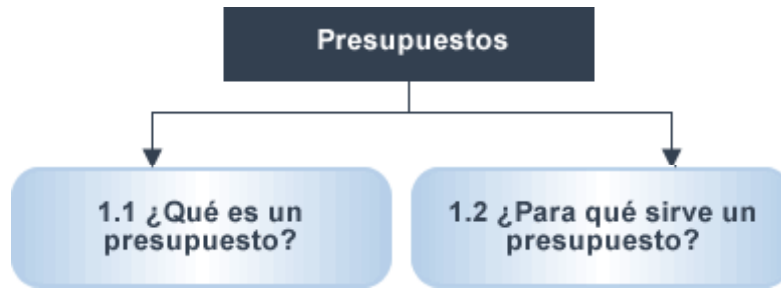 Presupuestos
1.1 ¿Qué es un
presupuesto?
1.2 ¿Para qué sirve un
presupuesto?